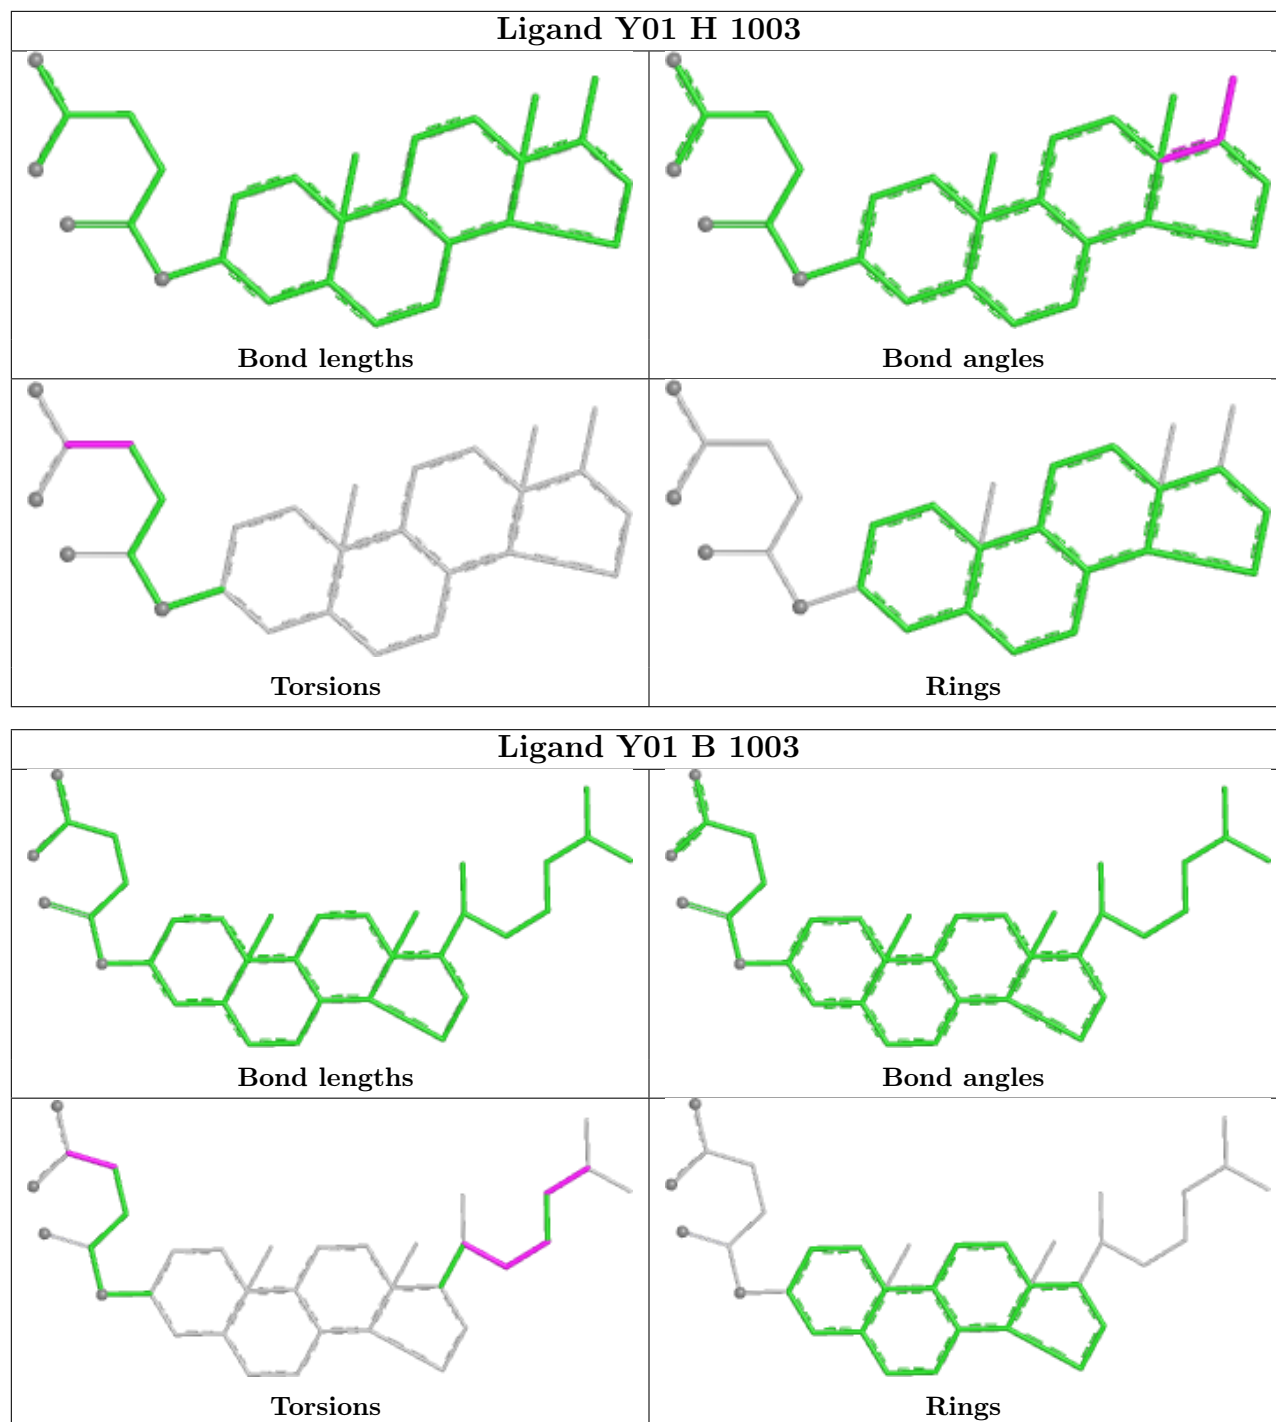 Ligand Y01 H 1003
Bond lengths
Bond angles
Torsions
Rings
Ligand Y01 B 1003
Bond lengths
Bond angles
Torsions
Rings